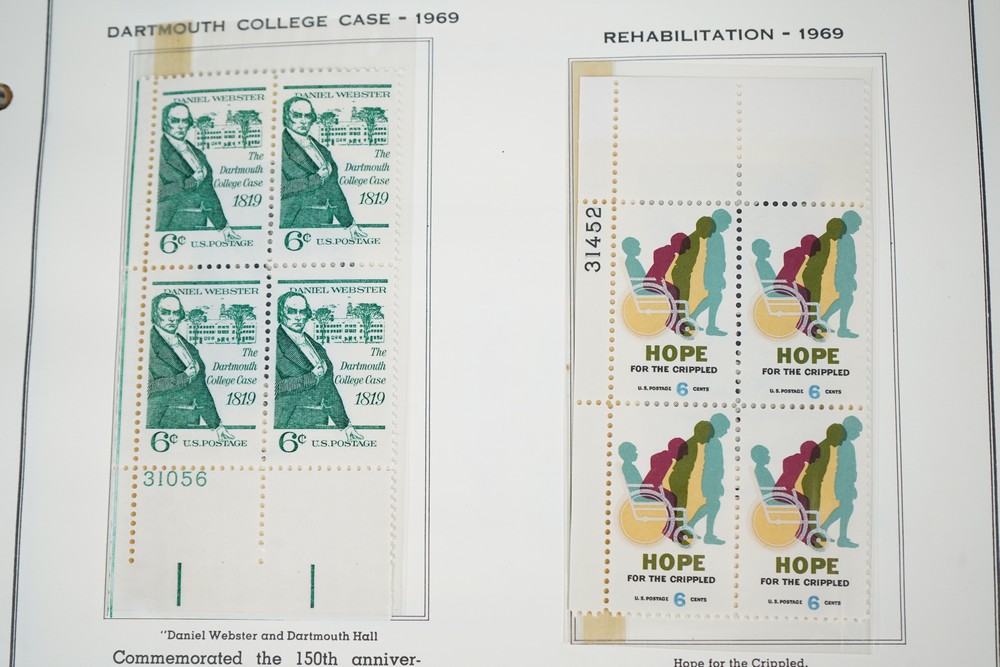 DARTMOUTH COLLEGE CASE - 1969
DANIEL WEBSTER
The
Dartmouth
College Case
1819
6¢ U.S. POSTAGE
DANIEL WEBSTER
The
Dartmouth
College Case
1819
6¢ U.S. POSTAGE
DANIEL WEBSTER
The
Dartmouth
College Case
1819
6¢ U.S. POSTAGE
DANIEL WEBSTER
The
Dartmouth
College Case
1819
6¢ U.S. POSTAGE
31056
"Daniel Webster and Dartmouth Hall
Commemorated the 150th anniver-
REHABILITATION - 1969
31452
HOPE
FOR THE CRIPPLED
U.S. POSTAGE 6 CENTS
HOPE
FOR THE CRIPPLED
U.S. POSTAGE 6 CENTS
HOPE
FOR THE CRIPPLED
U.S. POSTAGE 6 CENTS
HOPE
FOR THE CRIPPLED
U.S. POSTAGE 6 CENTS
Hope for the Crippled.